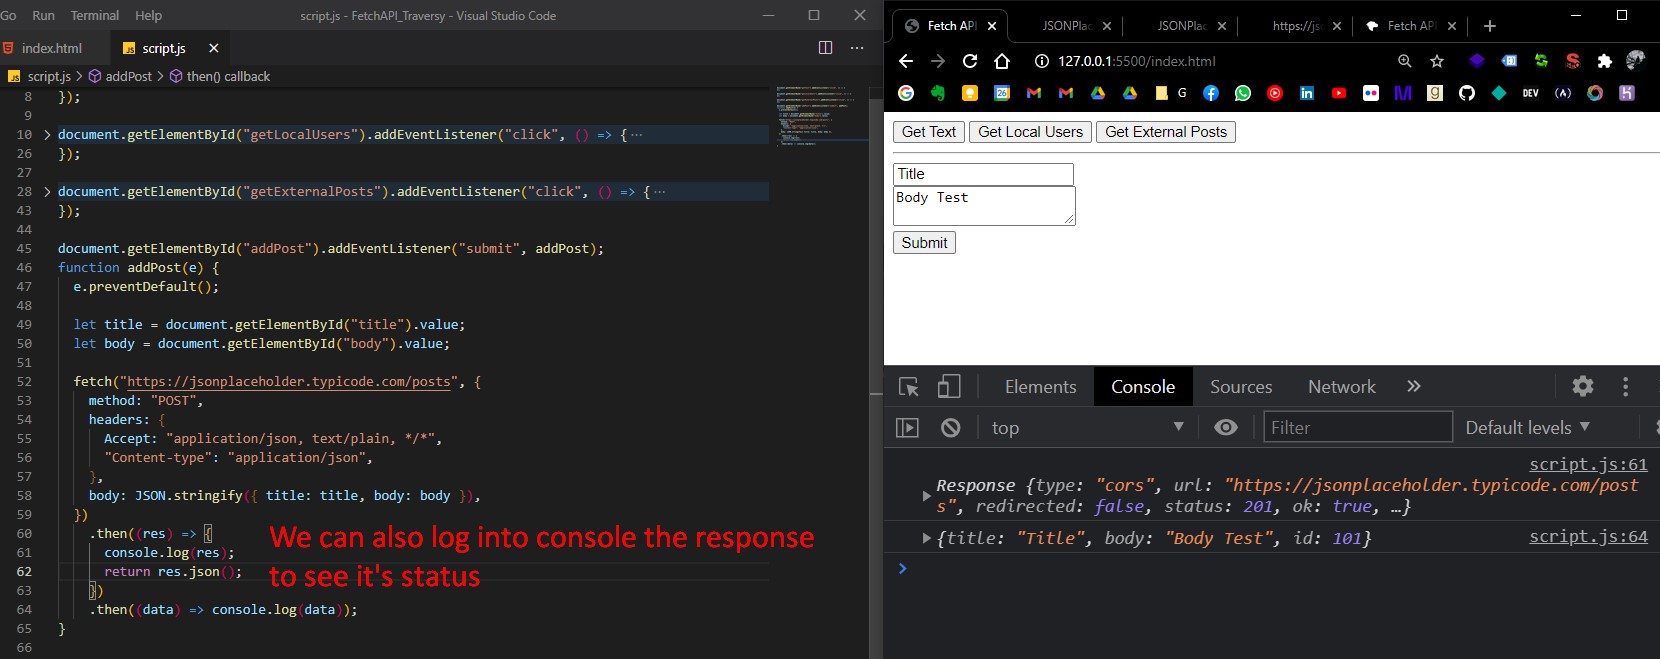 Go Run Terminal Help script.js - FetchAPI_Traversy - Visual Studio Code
index.html script.js
script.js > addPost > then() callback
8 });
9
10 document.getElementById("getLocalUsers").addEventListener("click", () => { ...
26 });
27
28 document.getElementById("getExternalPosts").addEventListener("click", () => { ...
43 });
44
45 document.getElementById("addPost").addEventListener("submit", addPost);
46 function addPost(e) {
47 e.preventDefault();
48
49 let title = document.getElementById("title").value;
50 let body = document.getElementById("body").value;
51
52 fetch("https://jsonplaceholder.typicode.com/posts", {
53 method: "POST",
54 headers: {
55 Accept: "application/json, text/plain, */*",
56 "Content-type": "application/json",
57 },
58 body: JSON.stringify({ title: title, body: body }),
59 })
60 .then((res) => {
61 console.log(res);
62 return res.json();
63 })
64 .then((data) => console.log(data));
65 }
66
We can also log into console the response
to see it's status
Fetch API JSONPlac JSONPlac https://jsc Fetch API
127.0.0.1:5500/index.html
G DEV
Get Text Get Local Users Get External Posts
Title
Body Test
Submit
Elements Console Sources Network »
top Filter Default levels
script.js:61
Response {type: "cors", url: "https://jsonplaceholder.typicode.com/post
s", redirected: false, status: 201, ok: true, …}
{title: "Title", body: "Body Test", id: 101} script.js:64